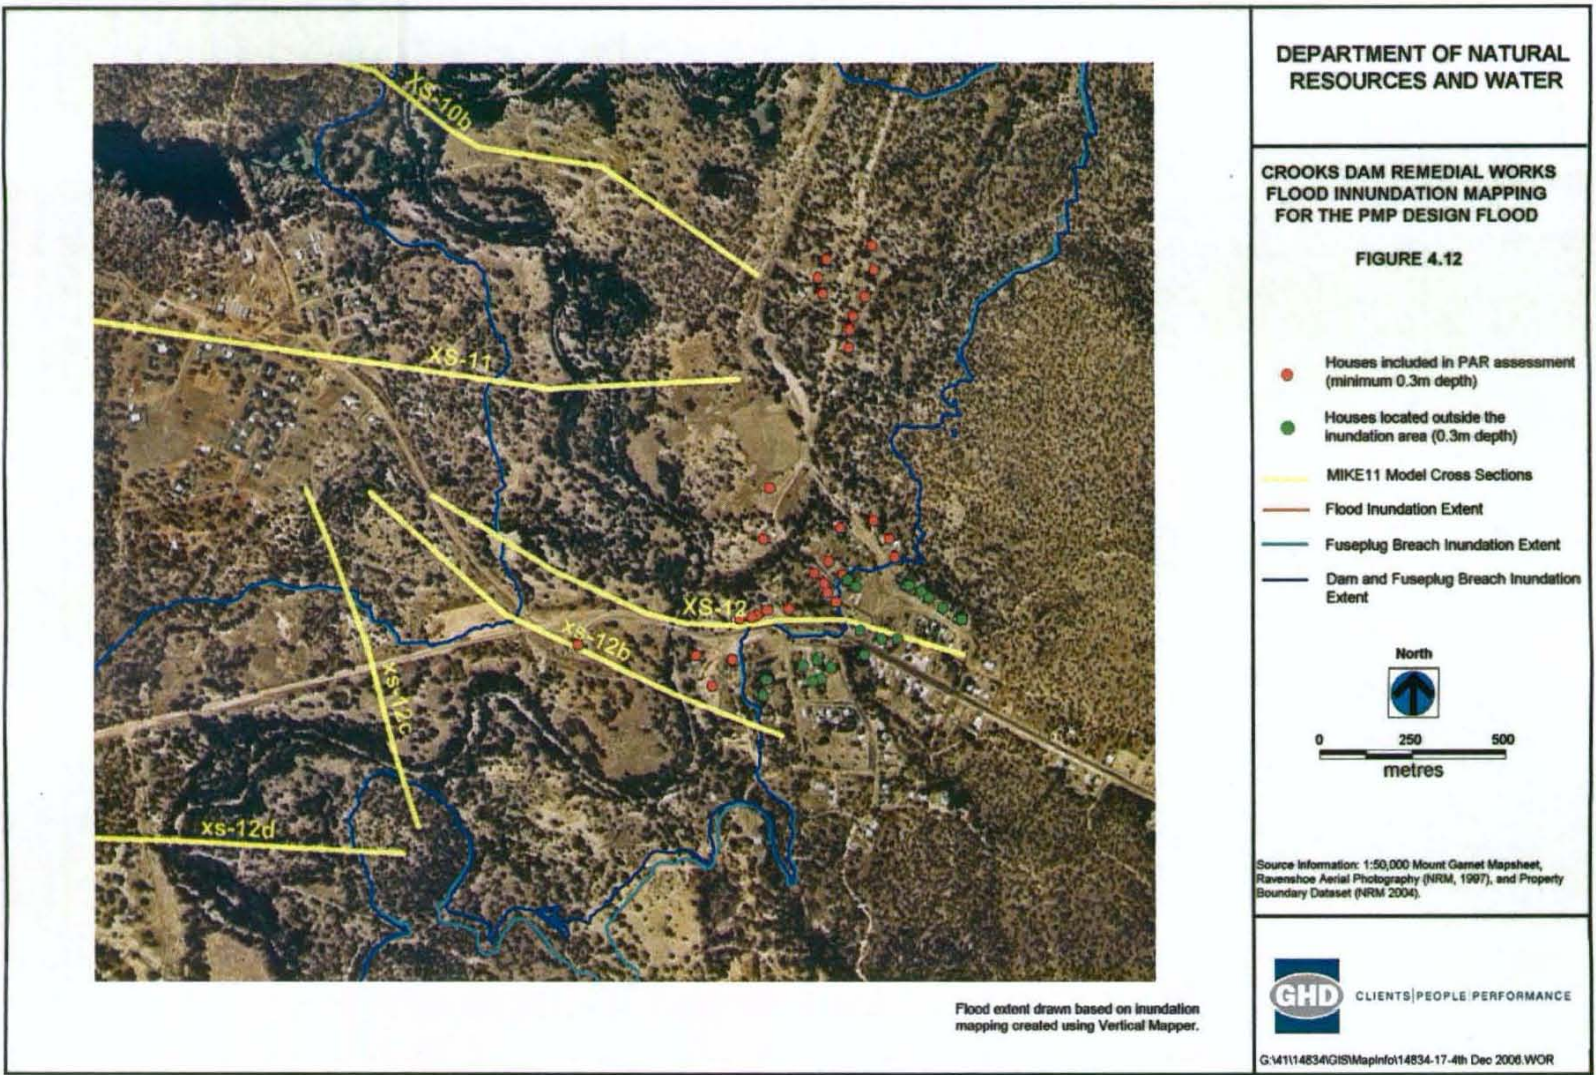 DEPARTMENT OF NATURAL
RESOURCES AND WATER
CROOKS DAM REMEDIAL WORKS
FLOOD INNUNDATION MAPPING
FOR THE PMP DESIGN FLOOD
FIGURE 4.12
Houses included in PAR assessment
(minimum 0.3m depth)
Houses located outside the
inundation area (0.3m depth)
MIKE11 Model Cross Sections
Flood Inundation Extent
Fuseplug Breach Inundation Extent
Dam and Fuseplug Breach Inundation
Extent
North
0 250 500
metres
Source Information: 1:50,000 Mount Garnet Mapsheet,
Ravenshoe Aerial Photography (NRM, 1997), and Property
Boundary Dataset (NRM 2004).
GHD CLIENTS|PEOPLE|PERFORMANCE
G:\41\14834\GIS\MapInfo\14834-17-4th Dec 2006.WOR
XS-10b
XS-11
XS-12
xs-12b
xs-12c
xs-12d
Flood extent drawn based on inundation
mapping created using Vertical Mapper.